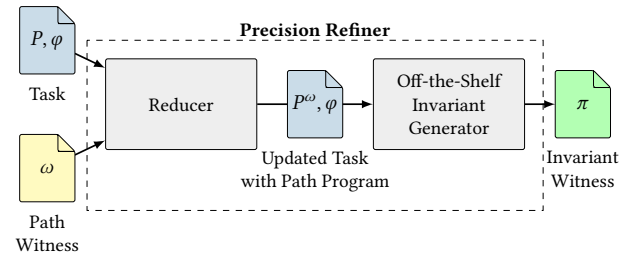 Precision Refiner
P, φ
Task
Reducer
P^ω, φ
Updated Task
with Path Program
Off-the-Shelf
Invariant
Generator
π
Invariant
Witness
ω
Path
Witness